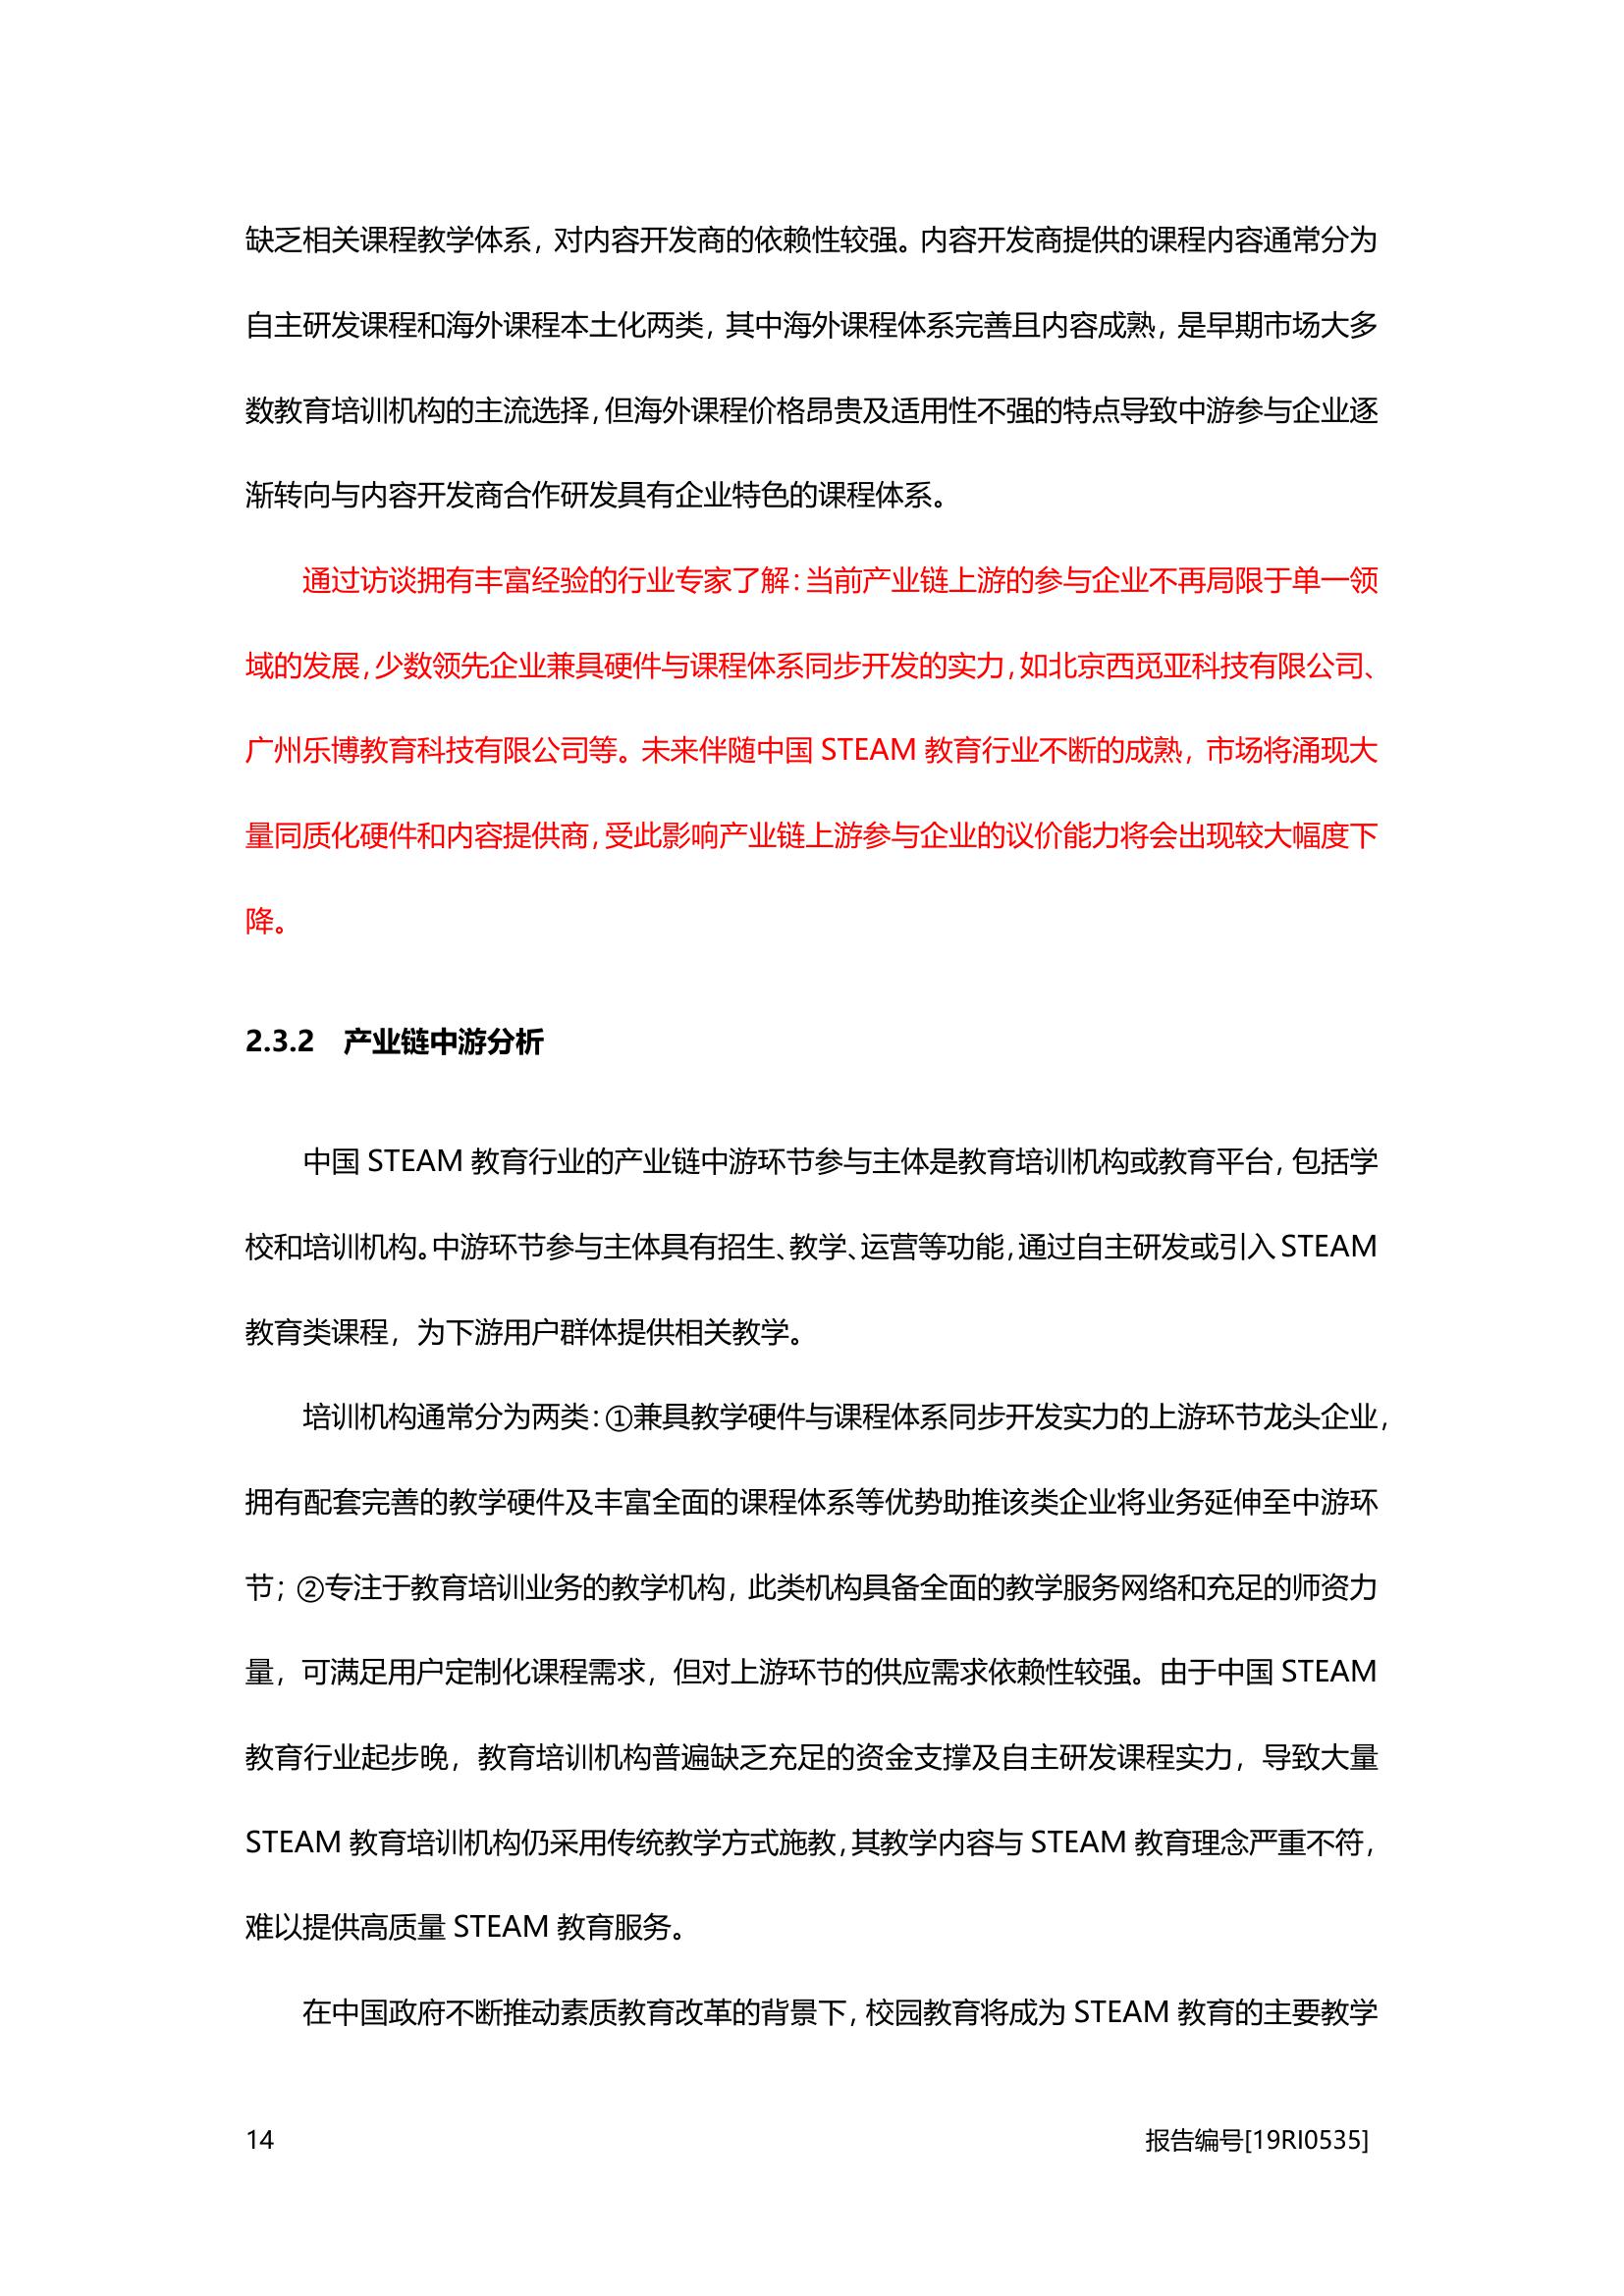 缺乏相关课程教学体系，对内容开发商的依赖性较强。内容开发商提供的课程内容通常分为
自主研发课程和海外课程本土化两类，其中海外课程体系完善且内容成熟，是早期市场大多
数教育培训机构的主流选择，但海外课程价格昂贵及适用性不强的特点导致中游参与企业逐
渐转向与内容开发商合作研发具有企业特色的课程体系。
通过访谈拥有丰富经验的行业专家了解：当前产业链上游的参与企业不再局限于单一领
域的发展，少数领先企业兼具硬件与课程体系同步开发的实力，如北京西觅亚科技有限公司、
广州乐博教育科技有限公司等。未来伴随中国 STEAM 教育行业不断的成熟，市场将涌现大
量同质化硬件和内容提供商，受此影响产业链上游参与企业的议价能力将会出现较大幅度下
降。
2.3.2 产业链中游分析
中国 STEAM 教育行业的产业链中游环节参与主体是教育培训机构或教育平台，包括学
校和培训机构。中游环节参与主体具有招生、教学、运营等功能，通过自主研发或引入 STEAM
教育类课程，为下游用户群体提供相关教学。
培训机构通常分为两类：①兼具教学硬件与课程体系同步开发实力的上游环节龙头企业，
拥有配套完善的教学硬件及丰富全面的课程体系等优势助推该类企业将业务延伸至中游环
节；②专注于教育培训业务的教学机构，此类机构具备全面的教学服务网络和充足的师资力
量，可满足用户定制化课程需求，但对上游环节的供应需求依赖性较强。由于中国 STEAM
教育行业起步晚，教育培训机构普遍缺乏充足的资金支撑及自主研发课程实力，导致大量
STEAM 教育培训机构仍采用传统教学方式施教，其教学内容与 STEAM 教育理念严重不符，
难以提供高质量 STEAM 教育服务。
在中国政府不断推动素质教育改革的背景下，校园教育将成为 STEAM 教育的主要教学
14 报告编号[19RI0535]